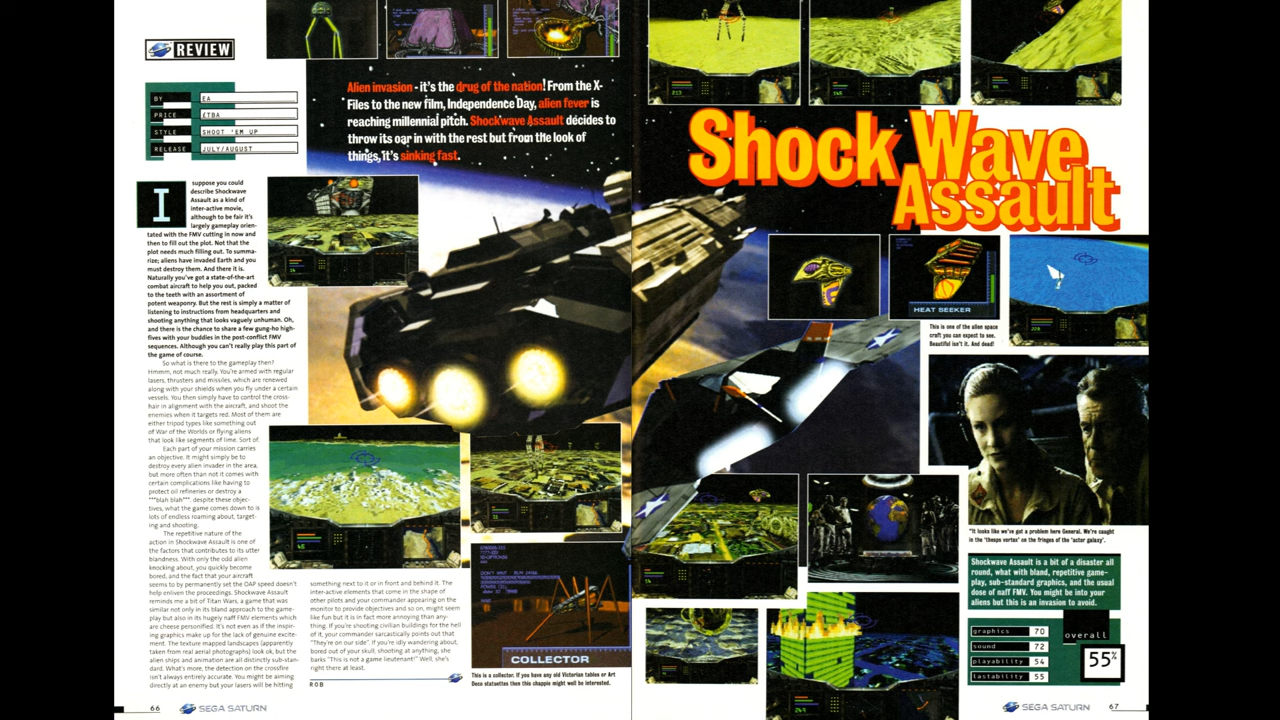 REVIEW
BY EA
PRICE £TBA
STYLE SHOOT 'EM UP
RELEASE JULY/AUGUST
Alien invasion - it's the drug of the nation! From the X-
Files to the new film, Independence Day, alien fever is
reaching millennial pitch. Shockwave Assault decides to
throw its oar in with the rest but from the look of
things, it's sinking fast.
Shock Wave
Assault
I suppose you could
describe Shockwave
Assault as a kind of
inter-active movie,
although to be fair it's
largely gameplay orien-
tated with the FMV cutting in now and
then to fill out the plot. Not that the
plot needs much filling out. To summa-
rize; aliens have invaded Earth and you
must destroy them. And there it is.
Naturally you've got a state-of-the-art
combat aircraft to help you out, packed
to the teeth with an assortment of
potent weaponry. But the rest is simply a matter of
listening to instructions from headquarters and
shooting anything that looks vaguely unhuman. Oh,
and there is the chance to share a few gung-ho high-
fives with your buddies in the post-conflict FMV
sequences. Although you can't really play this part of
the game of course.
So what is there to the gameplay then?
Hmmm, not much really. You're armed with regular
lasers, thrusters and missiles, which are renewed
along with your shields when you fly under a certain
vessels. You then simply have to control the cross-
hair in alignment with the aircraft, and shoot the
enemies when it targets red. Most of them are
either tripod types like something out
of War of the Worlds or flying aliens
that look like segments of lime. Sort of.
Each part of your mission carries
an objective. It might simply be to
destroy every alien invader in the area,
but more often than not it comes with
certain complications like having to
protect oil refineries or destroy a
***blah blah***. despite these objec-
tives, what the game comes down to is
lots of endless roaming about, target-
ing and shooting.
The repetitive nature of the
action in Shockwave Assault is one of
the factors that contributes to its utter
blandness. With only the odd alien
knocking about, you quickly become
bored, and the fact that your aircraft
seems to by permanently set the OAP speed doesn't
help enliven the proceedings. Shockwave Assault
reminds me a bit of Titan Wars, a game that was
similar not only in its bland approach to the game-
play but also in its hugely naff FMV elements which
are cheese personified. It's not even as if the inspir-
ing graphics make up for the lack of genuine excite-
ment. The texture mapped landscapes (apparently
taken from real aerial photographs) look ok, but the
alien ships and animation are all distinctly sub-stan-
dard. What's more, the detection on the crossfire
isn't always entirely accurate. You might be aiming
directly at an enemy but your lasers will be hitting
something next to it or in front and behind it. The
inter-active elements that come in the shape of
other pilots and your commander appearing on the
monitor to provide objectives and so on, might seem
like fun but it is in fact more annoying than any-
thing. If you're shooting civilian buildings for the hell
of it, your commander sarcastically points out that
"They're on our side". If you're idly wandering about,
bored out of your skull, shooting at anything, she
barks "This is not a game lieutenant!" Well, she's
right there at least.
ROB
COLLECTOR
This is a collector. If you have any old Victorian tables or Art
Deco statuettes then this chappie might will be interested.
HEAT SEEKER
This is one of the alien space
craft you can expect to see.
Beautiful isn't it. And dead!
"It looks like we've got a problem here General. We're caught
in the 'thesps vortex' on the fringes of the 'astor galaxy'.
Shockwave Assault is a bit of a disaster all
round, what with bland, repetitive game-
play, sub-standard graphics, and the usual
dose of naff FMV. You might be into your
aliens but this is an invasion to avoid.
graphics 70
sound 72
playability 54
lastability 55
overall
55%
66 SEGA SATURN
SEGA SATURN 67